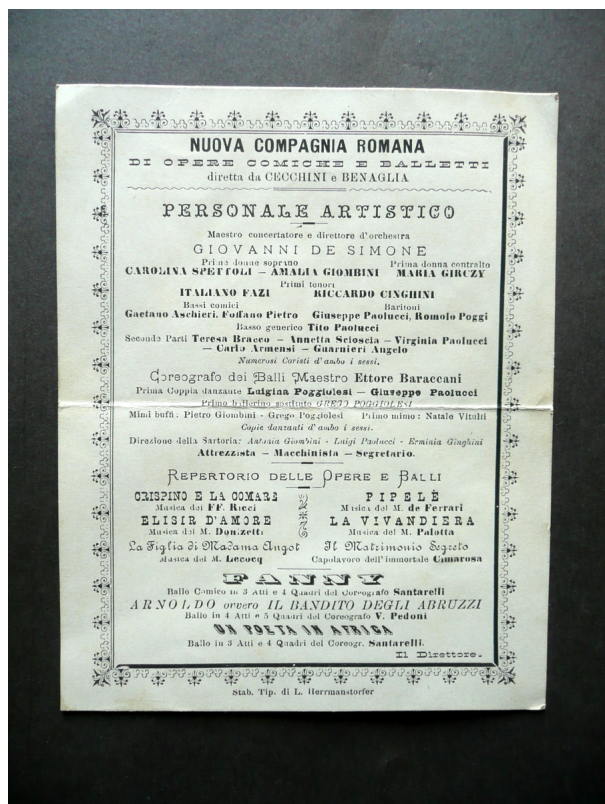 NUOVA COMPAGNIA ROMANA
DI OPERE COMICHE E BALLETTI
diretta da CECCHINI e BENAGLIA
PERSONALE ARTISTICO
Maestro concertatore e direttore d'orchestra
GIOVANNI DE SIMONE
Prime donne soprano Prima donna contralto
CAROLINA SPETTOLI — AMALIA GIOMBINI MARIA GIRCZY
Primi tenori
ITALIANO FAZI RICCARDO CINGHINI
Bassi comici Baritoni
Gaetano Aschieri, Foffano Pietro Giuseppe Paolucci, Romolo Poggi
Basso generico Tito Paolucci
Seconde Parti Teresa Bracco — Annetta Scioscia — Virginia Paolucci
— Carlo Armensi — Guarnieri Angelo
Numerosi Coristi d'ambo i sessi.
Coreografo dei Balli Maestro Ettore Baraccani
Prima Coppia danzante Luigina Poggiolesi — Giuseppe Paolucci
Primo ballerino sostituto GREGO POGGIOLESI
Mimi buffi: Pietro Giombini - Grego Poggiolesi Primo mimo: Natale Vitulti
Copie danzanti d'ambo i sessi.
Direzione della Sartoria: Antonia Giombini - Luigi Paolucci - Erminia Ginghini
Attrezzista — Macchinista — Segretario.
REPERTORIO DELLE OPERE E BALLI
CRISPINO E LA COMARE PIPELÈ
Musica dei FF. Ricci Musica del M. de Ferrari
ELISIR D'AMORE LA VIVANDIERA
Musica del M. Donizetti Musica del M. Palotta
La Figlia di Madama Angot Il Matrimonio Segreto
Musica del M. Lecocq Capolavoro dell'immortale Cimarosa
FANNY
Ballo Comico in 3 Atti e 4 Quadri del Coreografo Santarelli
ARNOLDO ovvero IL BANDITO DEGLI ABRUZZI
Ballo in 4 Atti e 5 Quadri del Coreografo V. Pedoni
UN POETA IN AFRICA
Ballo in 3 Atti e 4 Quadri del Coreogr. Santarelli.
Il Direttore.
Stab. Tip. di L. Herrmanstorfer